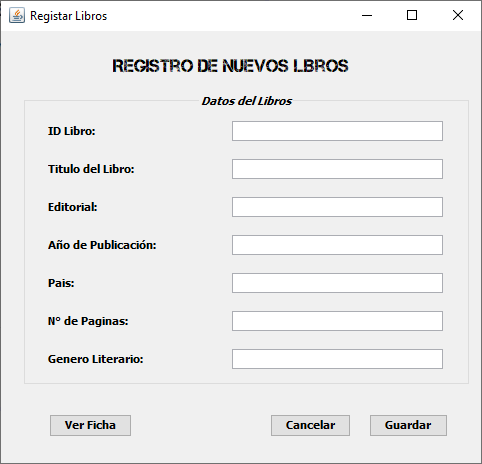 Registar Libros
REGISTRO DE NUEVOS LIBROS
Datos del Libros
ID Libro:
Titulo del Libro:
Editorial:
Año de Publicación:
Pais:
N° de Paginas:
Genero Literario:
Ver Ficha Cancelar Guardar